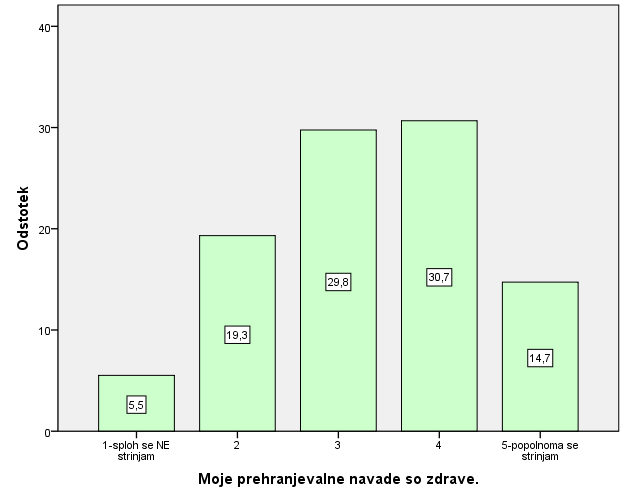 Odstotek
40
30
20
10
0
5,5
19,3
29,8
30,7
14,7
1-sploh se NE
strinjam
2
3
4
5-popolnoma se
strinjam
Moje prehranjevalne navade so zdrave.